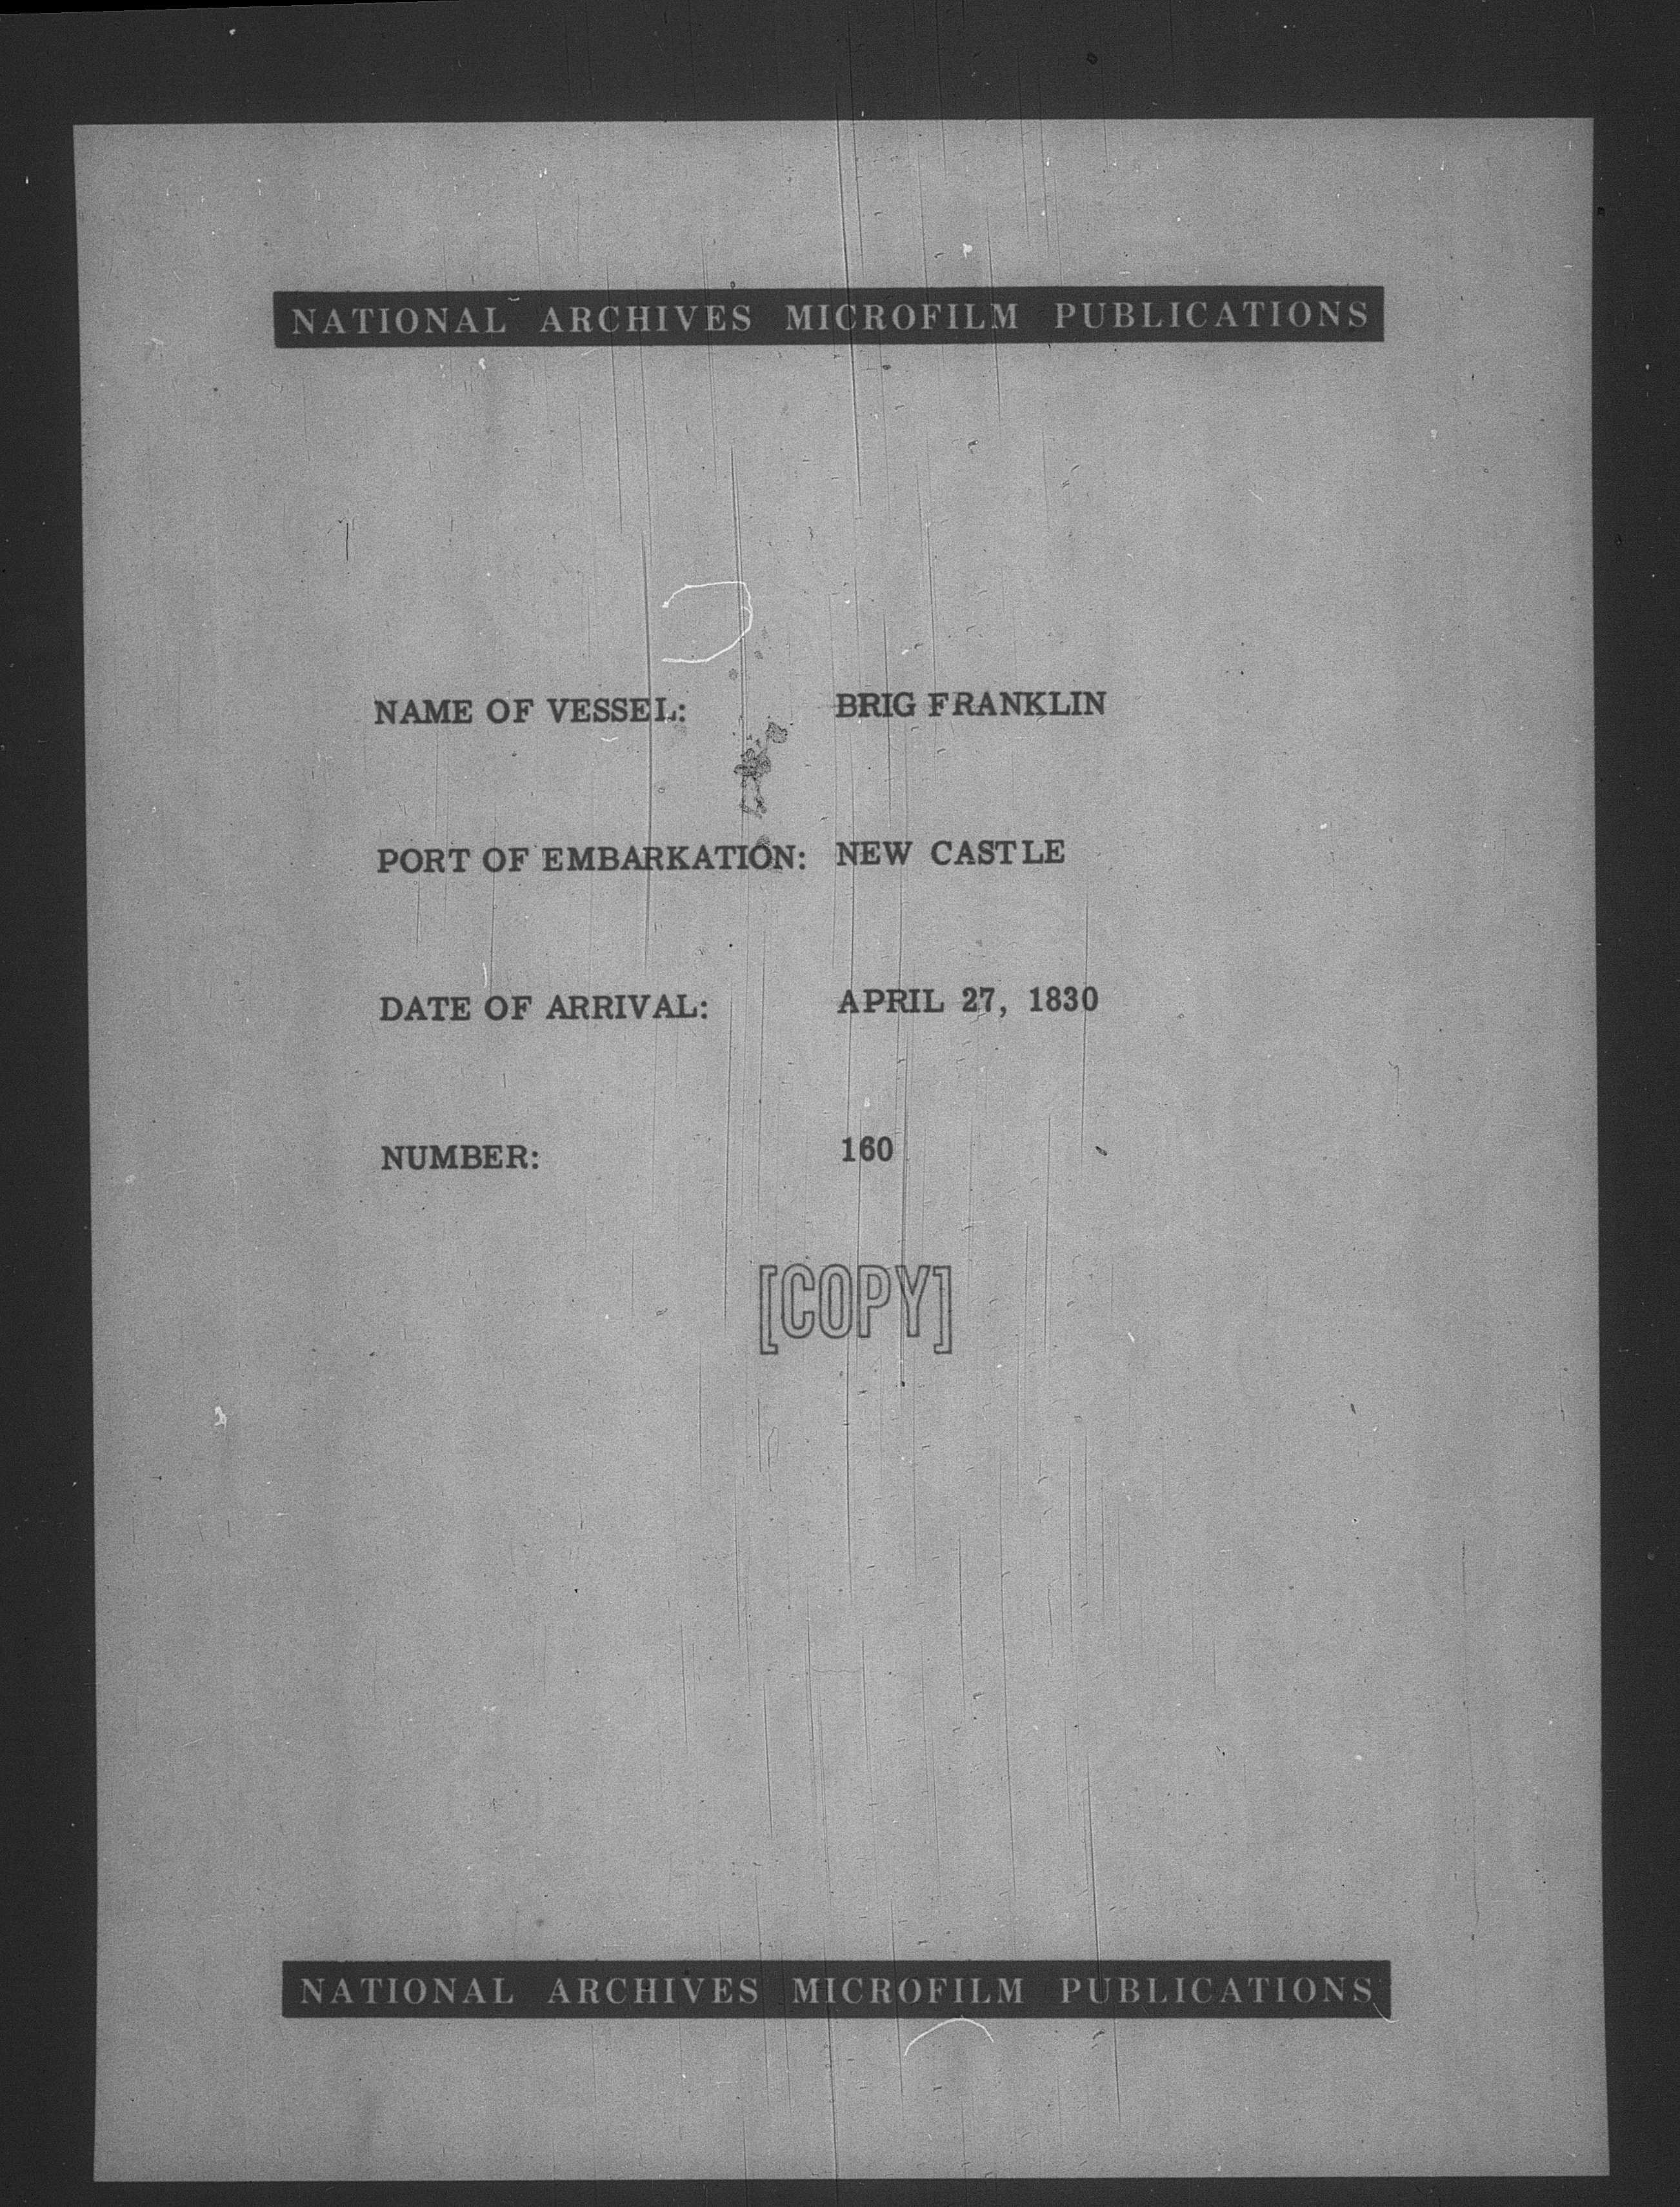 NATIONAL ARCHIVES MICROFILM PUBLICATIONS
NAME OF VESSEL: BRIG FRANKLIN
PORT OF EMBARKATION: NEW CASTLE
DATE OF ARRIVAL: APRIL 27, 1830
NUMBER: 160
[COPY]
NATIONAL ARCHIVES MICROFILM PUBLICATIONS